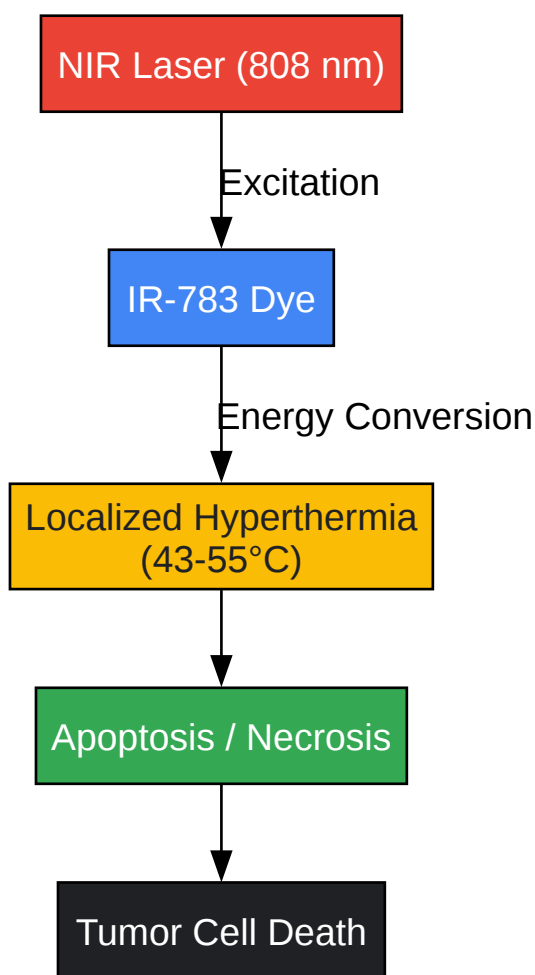 NIR Laser (808 nm)
Excitation
IR-783 Dye
Energy Conversion
Localized Hyperthermia
(43-55°C)
Apoptosis / Necrosis
Tumor Cell Death